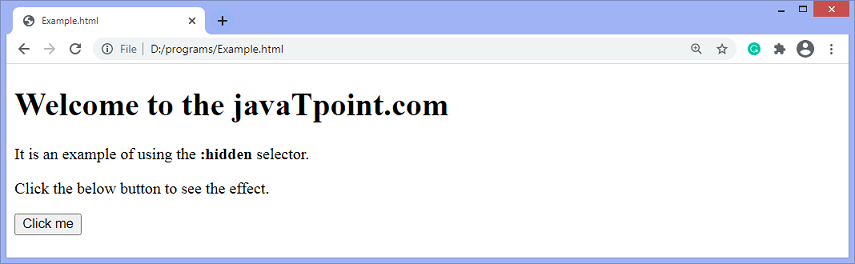 Example.html
File | D:/programs/Example.html
Welcome to the javaTpoint.com
It is an example of using the :hidden selector.
Click the below button to see the effect.
Click me